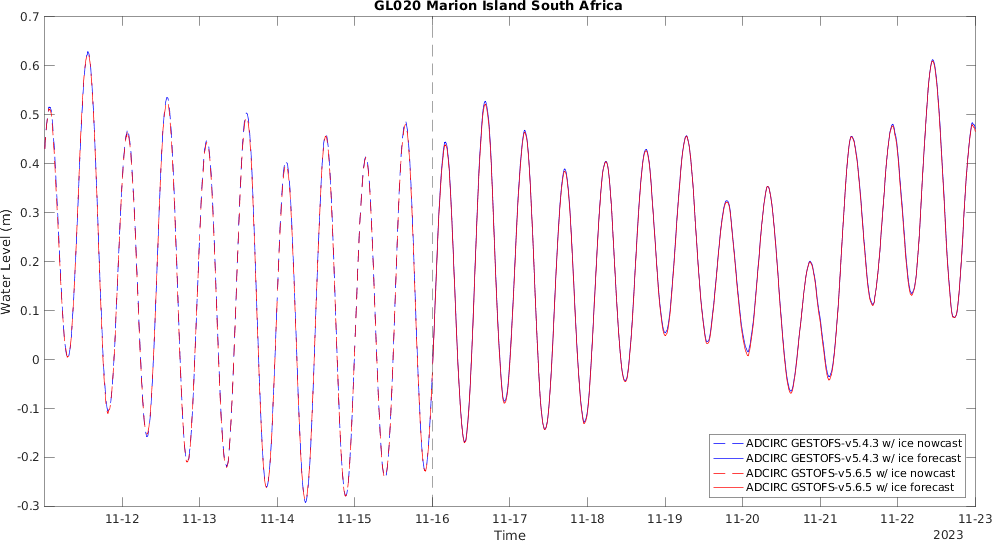 GL020 Marion Island South Africa
0.7
0.6
0.5
0.4
0.3
0.2
0.1
0
-0.1
-0.2
-0.3
Water Level (m)
11-12 11-13 11-14 11-15 11-16 11-17 11-18 11-19 11-20 11-21 11-22 11-23
2023
Time
ADCIRC GESTOFS-v5.4.3 w/ ice nowcast
ADCIRC GESTOFS-v5.4.3 w/ ice forecast
ADCIRC GSTOFS-v5.6.5 w/ ice nowcast
ADCIRC GSTOFS-v5.6.5 w/ ice forecast